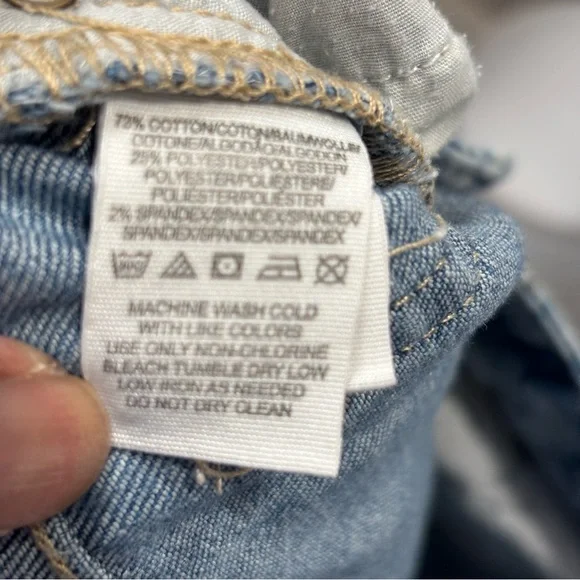 73% COTTON/COTON/BAUMWOLLE/
COTONE/ALGODÃO/ALGODON
25% POLYESTER/POLYESTER/
POLYESTER/POLIESTERE/
POLIÉSTER/POLIESTER
2% SPANDEX/SPANDEX/SPANDEX/
SPANDEX/SPANDEX/SPANDEX
MACHINE WASH COLD
WITH LIKE COLORS
USE ONLY NON-CHLORINE
BLEACH TUMBLE DRY LOW
LOW IRON AS NEEDED
DO NOT DRY CLEAN